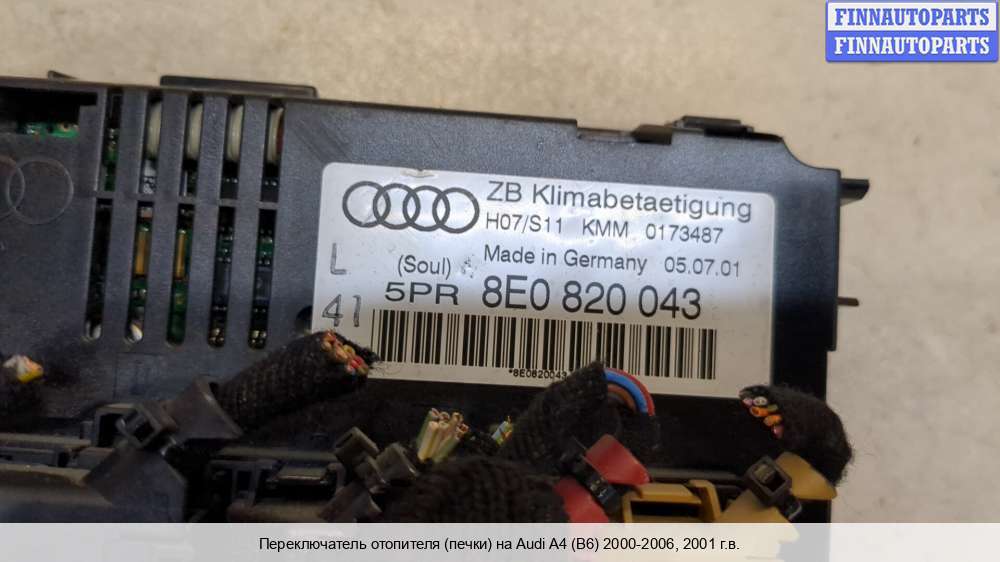 FINNAUTOPARTS
FINNAUTOPARTS
ZB Klimabetaetigung
H07/S11 KMM 0173487
Made in Germany 05.07.01
L (Soul)
41 5PR 8E0 820 043
*8E0820043
Переключатель отопителя (печки) на Audi A4 (B6) 2000-2006, 2001 г.в.